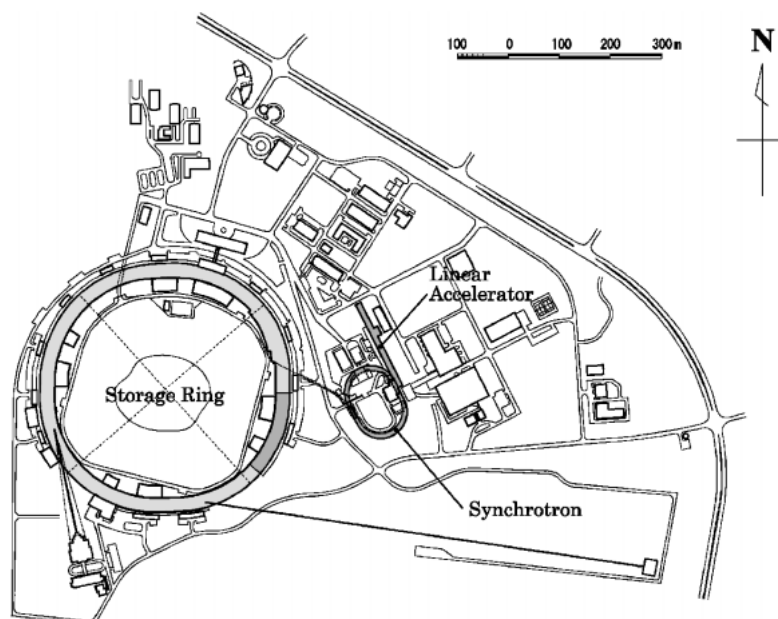 100 0 100 200 300m
N
Linear
Accelerator
Storage Ring
Synchrotron